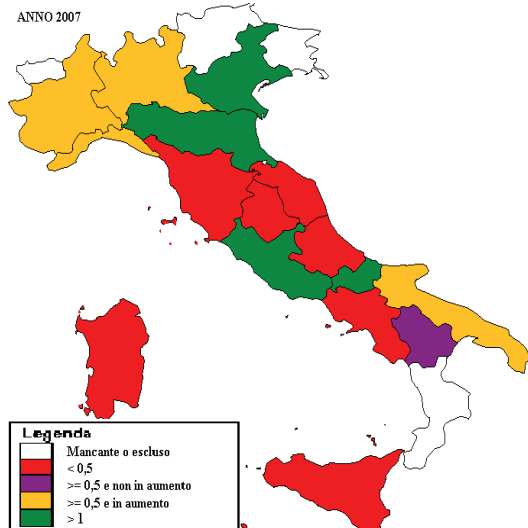 ANNO 2007
Legenda
Mancante o escluso
< 0,5
>= 0,5 e non in aumento
>= 0,5 e in aumento
> 1